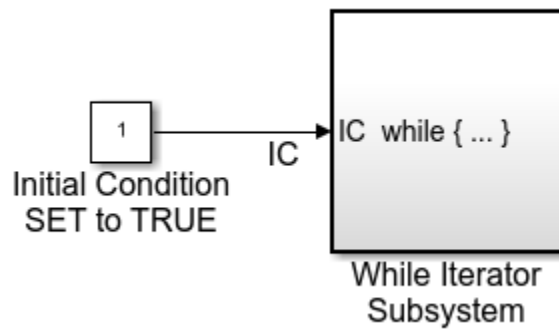 1
IC
Initial Condition
SET to TRUE
IC while { ... }
While Iterator
Subsystem